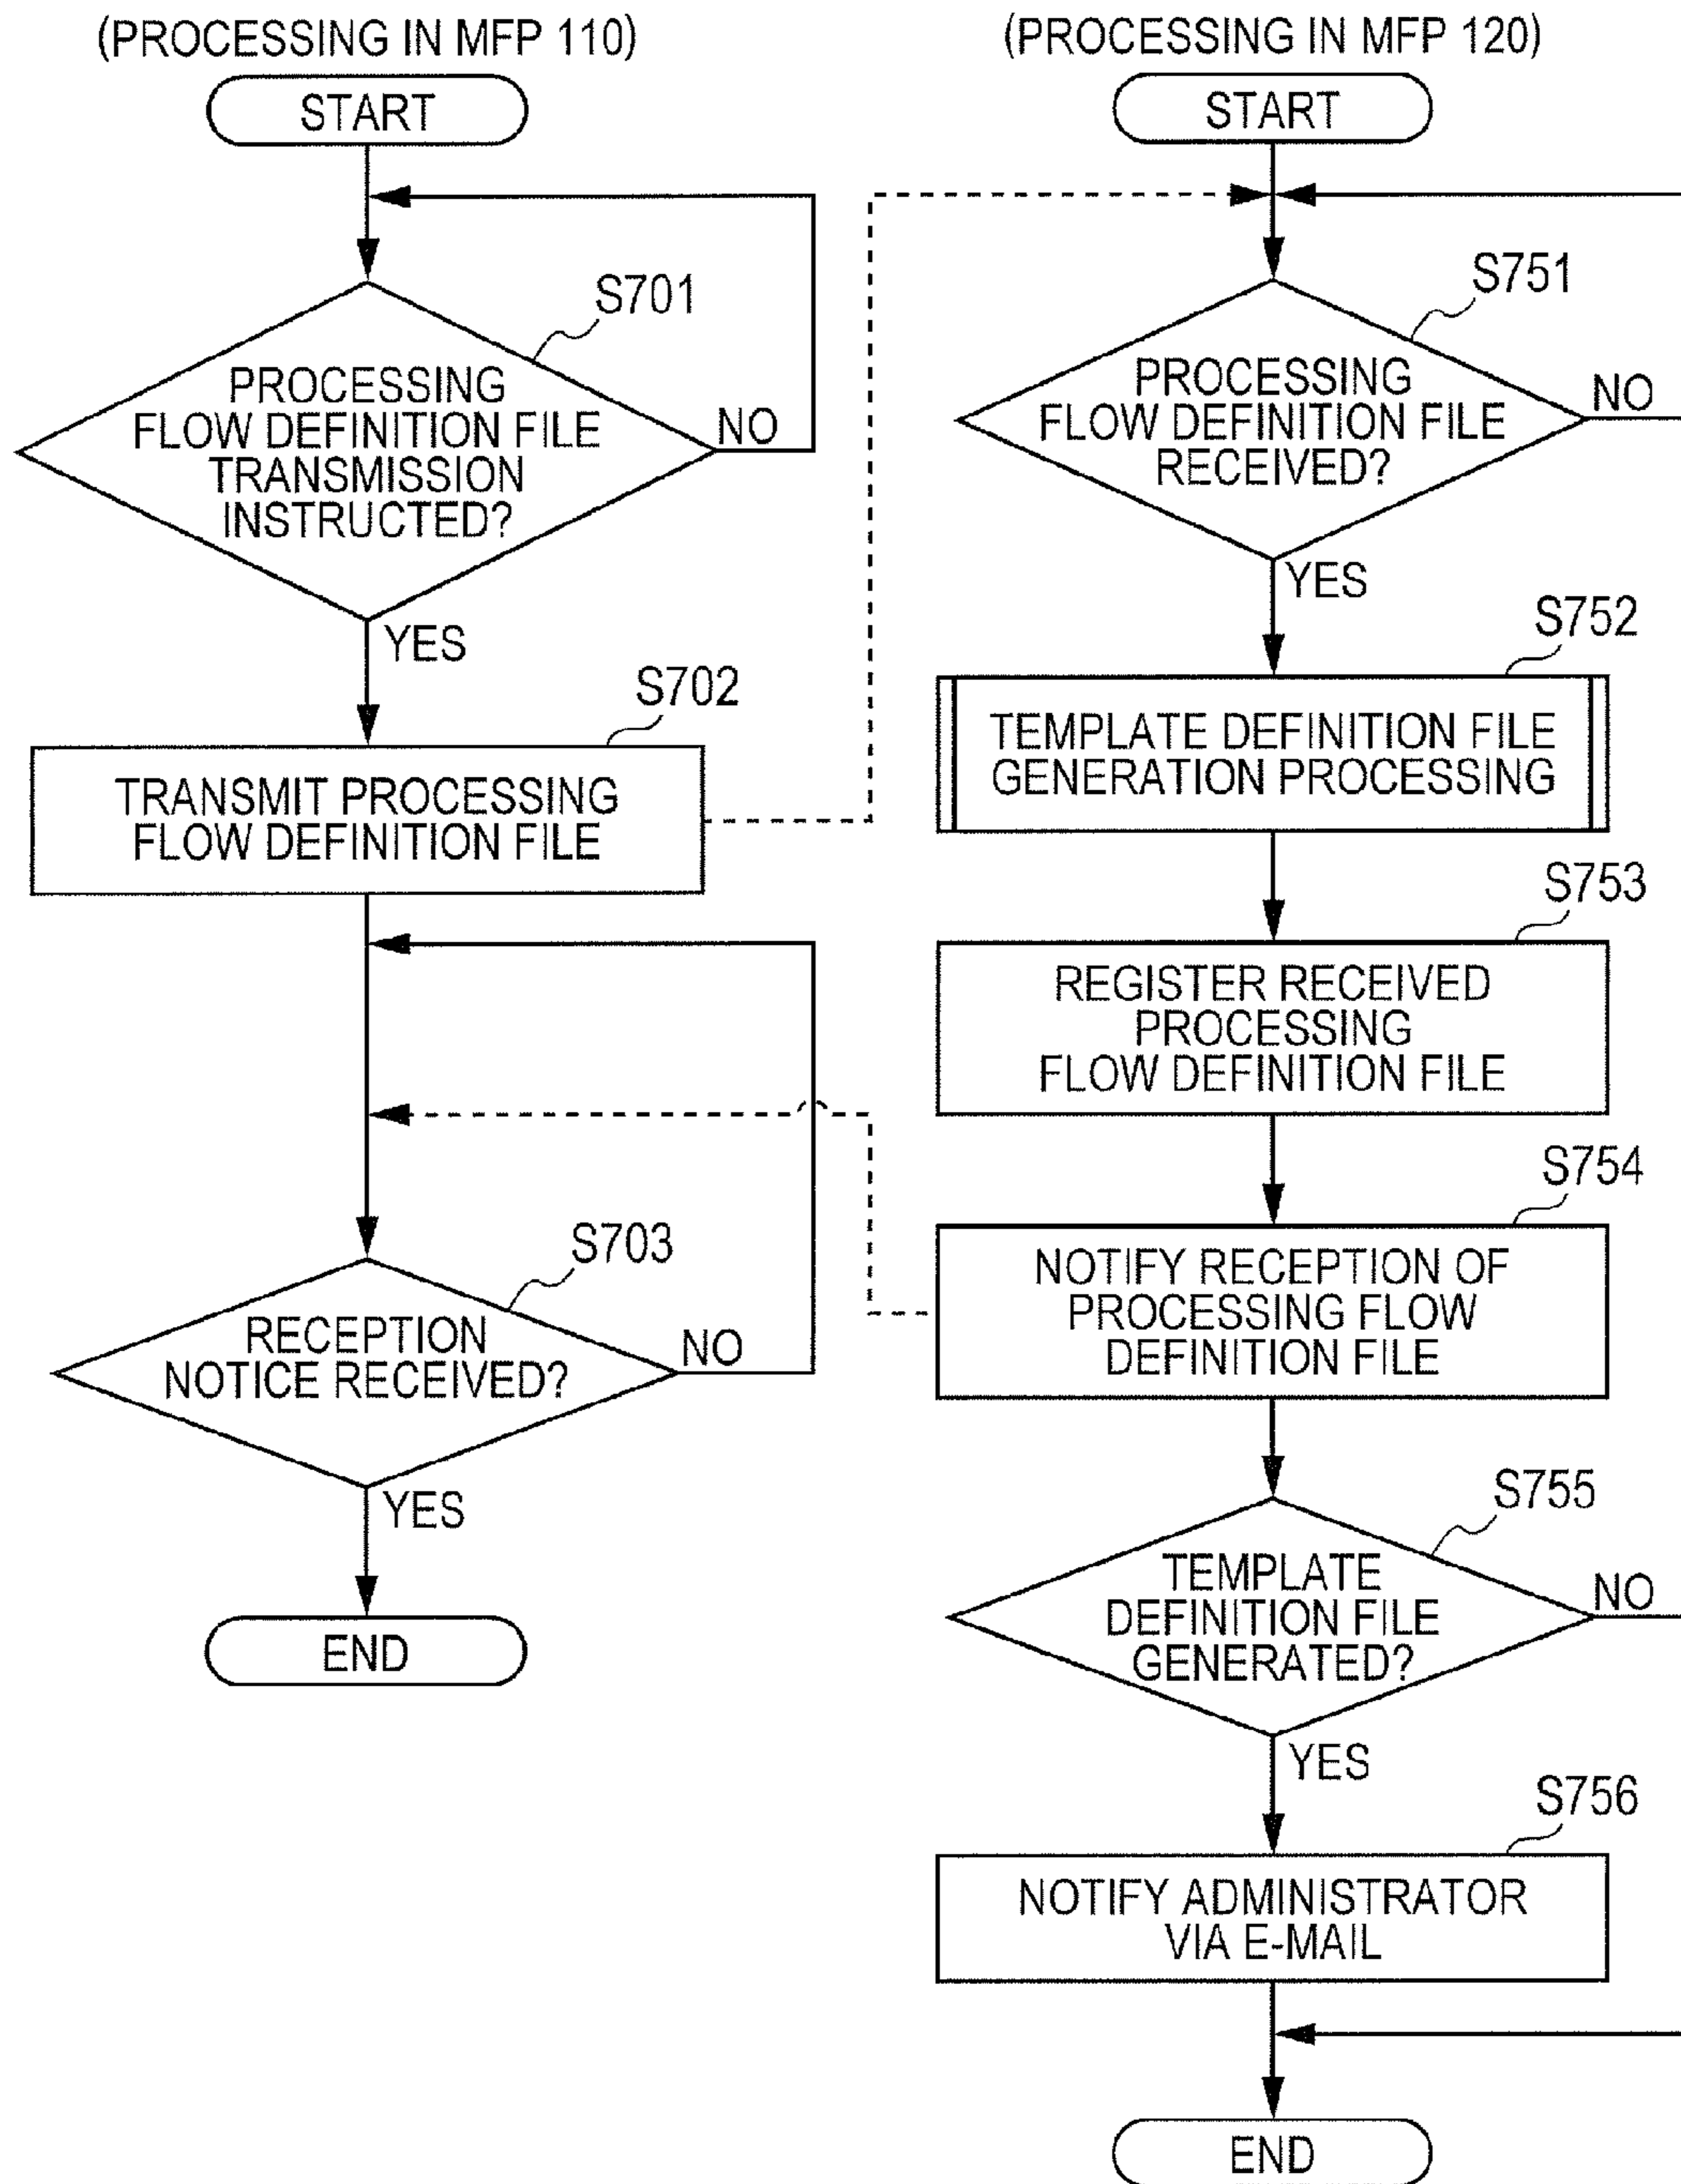 (PROCESSING IN MFP 110)
START
S701
PROCESSING
FLOW DEFINITION FILE
TRANSMISSION
INSTRUCTED?
NO
YES
S702
TRANSMIT PROCESSING
FLOW DEFINITION FILE
S703
RECEPTION
NOTICE RECEIVED?
NO
YES
END
(PROCESSING IN MFP 120)
START
S751
PROCESSING
FLOW DEFINITION FILE
RECEIVED?
NO
YES
S752
TEMPLATE DEFINITION FILE
GENERATION PROCESSING
S753
REGISTER RECEIVED
PROCESSING
FLOW DEFINITION FILE
S754
NOTIFY RECEPTION OF
PROCESSING FLOW
DEFINITION FILE
S755
TEMPLATE
DEFINITION FILE
GENERATED?
NO
YES
S756
NOTIFY ADMINISTRATOR
VIA E-MAIL
END